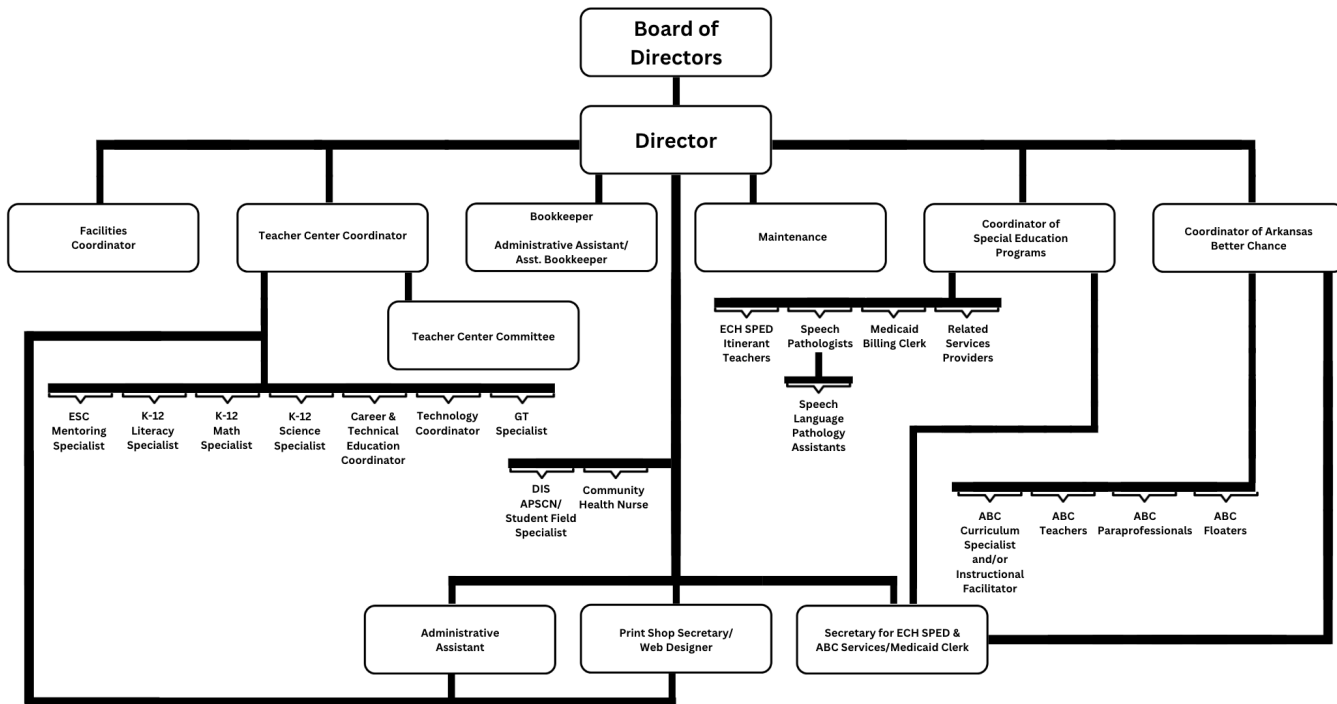 Board of
Directors
Director
Facilities
Coordinator
Teacher Center Coordinator
Bookkeeper
Administrative Assistant/
Asst. Bookkeeper
Maintenance
Coordinator of
Special Education
Programs
Coordinator of Arkansas
Better Chance
Teacher Center Committee
ECH SPED
Itinerant
Teachers
Speech
Pathologists
Medicaid
Billing Clerk
Related
Services
Providers
Speech
Language
Pathology
Assistants
ESC
Mentoring
Specialist
K-12
Literacy
Specialist
K-12
Math
Specialist
K-12
Science
Specialist
Career &
Technical
Education
Coordinator
Technology
Coordinator
GT
Specialist
DIS
APSCN/
Student Field
Specialist
Community
Health Nurse
ABC
Curriculum
Specialist
and/or
Instructional
Facilitator
ABC
Teachers
ABC
Paraprofessionals
ABC
Floaters
Administrative
Assistant
Print Shop Secretary/
Web Designer
Secretary for ECH SPED &
ABC Services/Medicaid Clerk